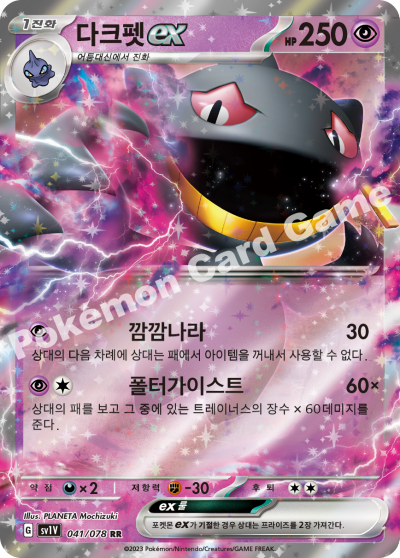 1진화
다크펫ex
HP250
어둠대신에서 진화
Pokémon Card Game
깜깜나라 30
상대의 다음 차례에 상대는 패에서 아이템을 꺼내서 사용할 수 없다.
폴터가이스트 60×
상대의 패를 보고 그 중에 있는 트레이너스의 장수 × 60데미지를
준다.
약점 ×2 저항력 -30 후퇴
Illus. PLANETA Mochizuki
ex 룰
G sv1V 041/078 RR
포켓몬 ex가 기절한 경우 상대는 프라이즈를 2장 가져간다.
©2023 Pokémon/Nintendo/Creatures/GAME FREAK.